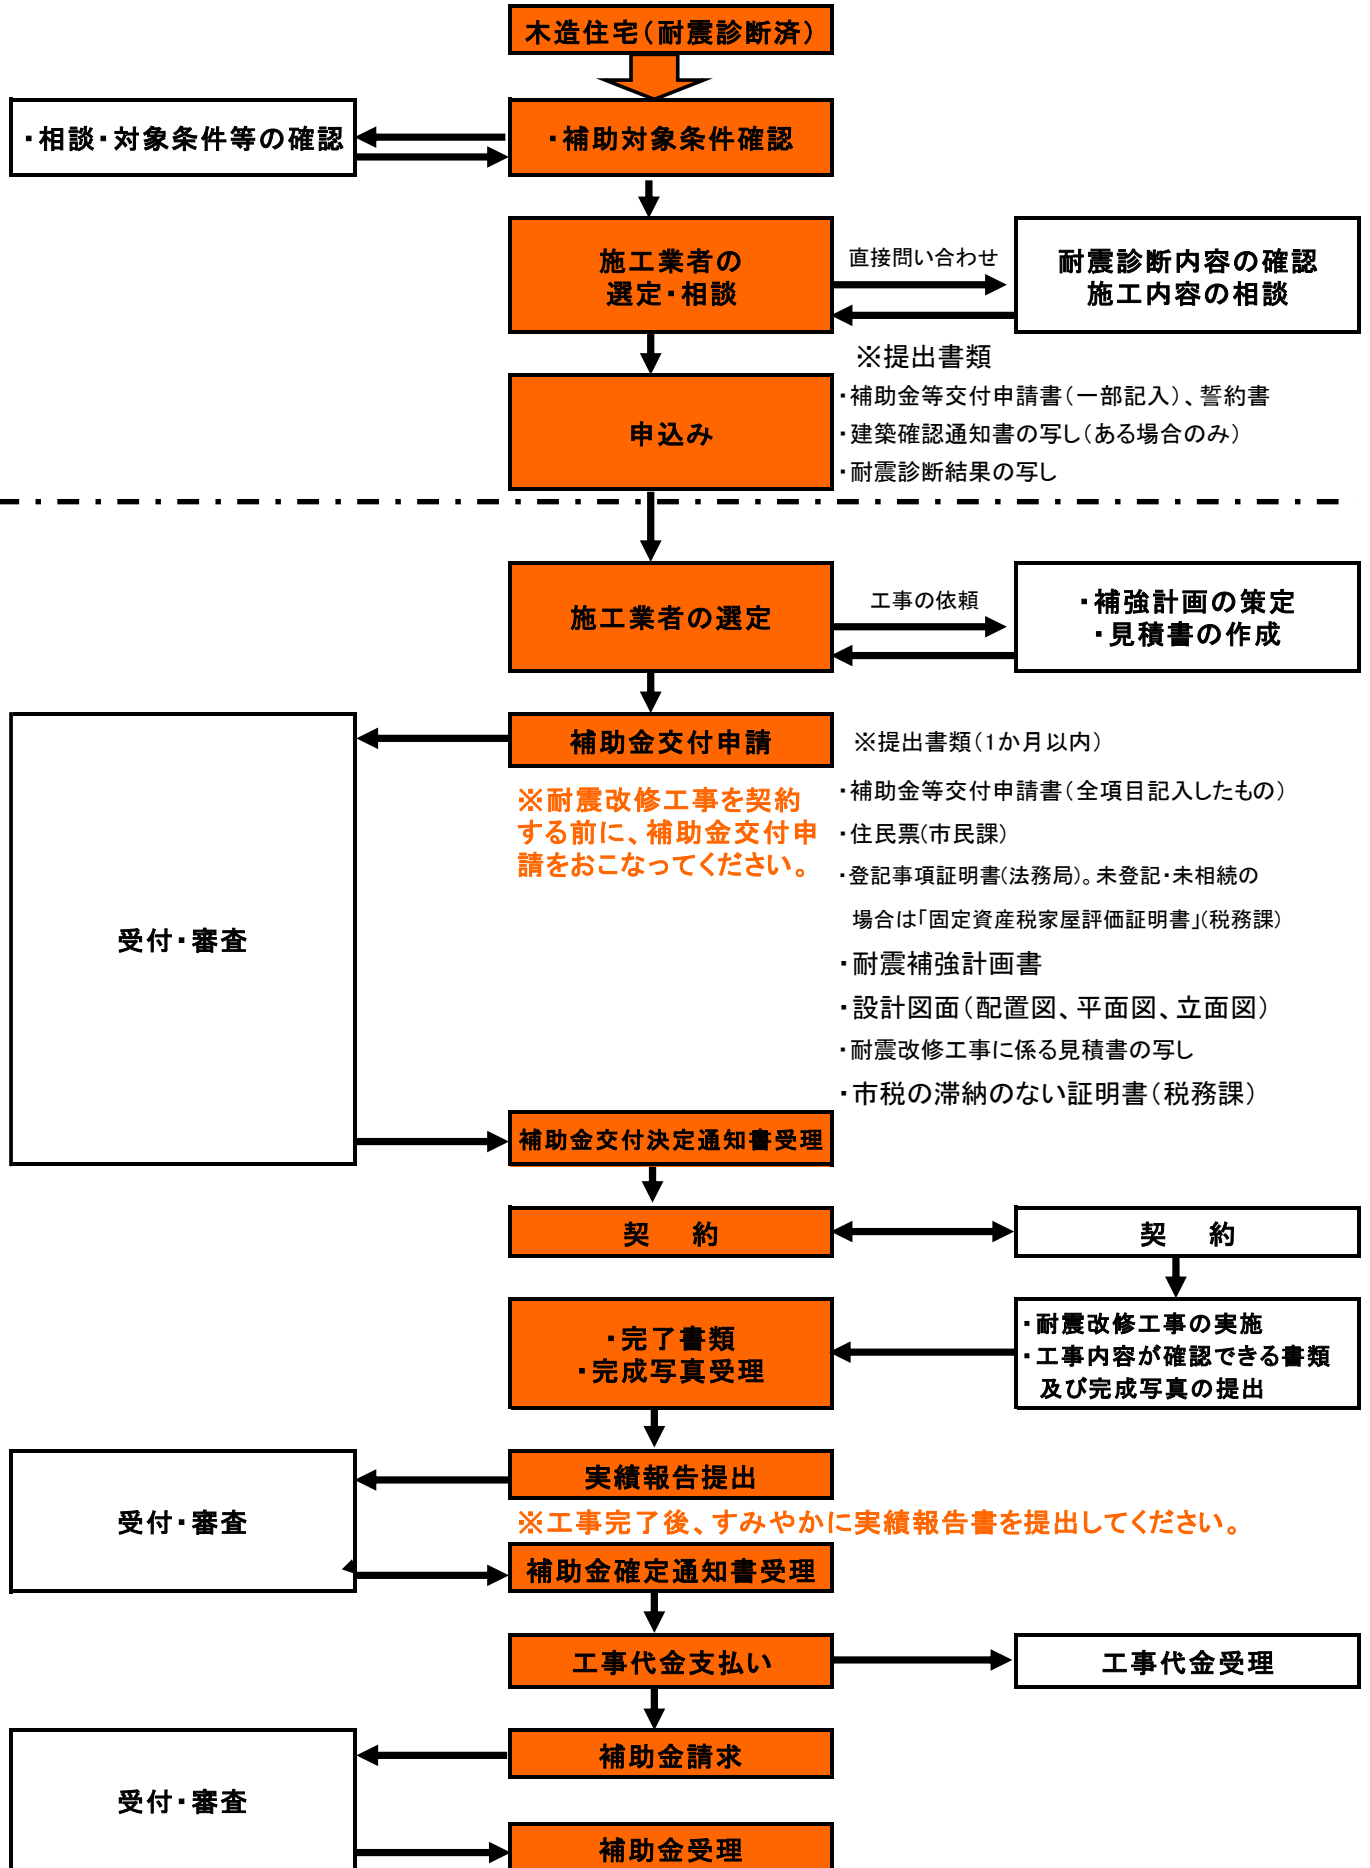 木造住宅(耐震診断済)
・相談・対象条件等の確認
・補助対象条件確認
施工業者の
選定・相談
直接問い合わせ
耐震診断内容の確認
施工内容の相談
※提出書類
・補助金等交付申請書(一部記入)、誓約書
・建築確認通知書の写し(ある場合のみ)
・耐震診断結果の写し
申込み
施工業者の選定
工事の依頼
・補強計画の策定
・見積書の作成
補助金交付申請
※耐震改修工事を契約
する前に、補助金交付申
請をおこなってください。
※提出書類(1か月以内)
・補助金等交付申請書(全項目記入したもの)
・住民票(市民課)
・登記事項証明書(法務局)。未登記・未相続の
場合は「固定資産税家屋評価証明書」(税務課)
・耐震補強計画書
・設計図面(配置図、平面図、立面図)
・耐震改修工事に係る見積書の写し
・市税の滞納のない証明書(税務課)
受付・審査
補助金交付決定通知書受理
契 約
契 約
・完了書類
・完成写真受理
・耐震改修工事の実施
・工事内容が確認できる書類
及び完成写真の提出
実績報告提出
※工事完了後、すみやかに実績報告書を提出してください。
受付・審査
補助金確定通知書受理
工事代金支払い
工事代金受理
補助金請求
受付・審査
補助金受理